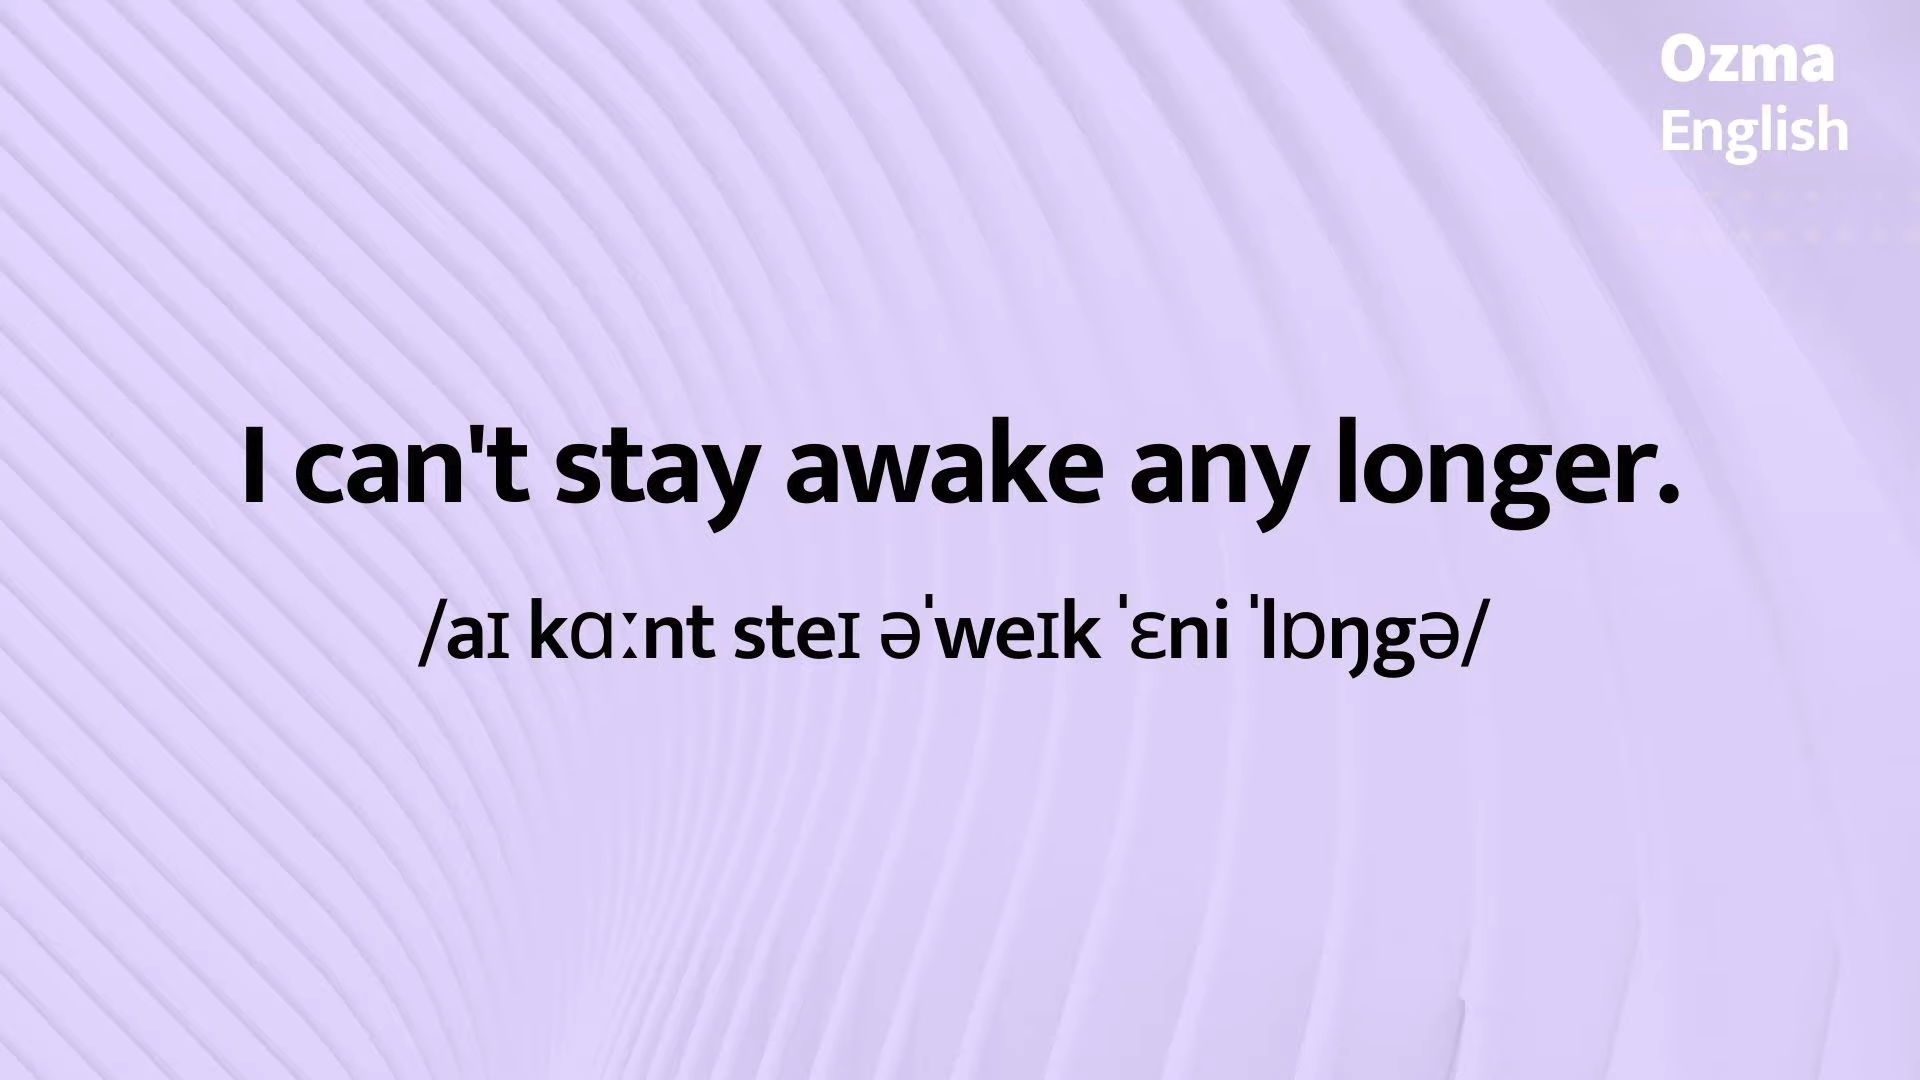 Ozma
English
I can't stay awake any longer.
/aɪ kɑːnt steɪ əˈweɪk ˈɛni ˈlɒŋgə/